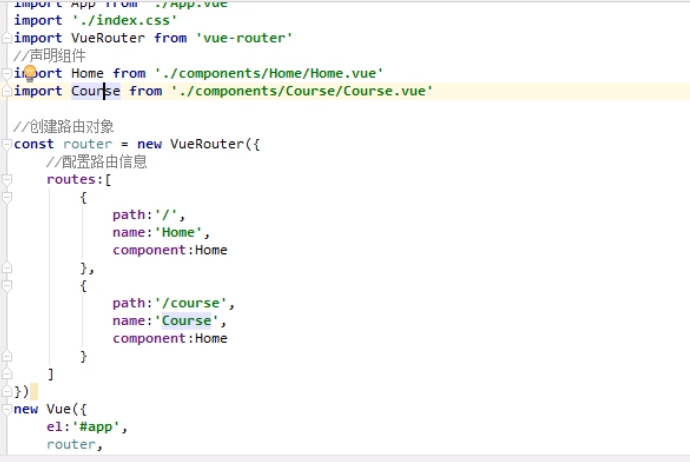 import App from './App.vue'
import './index.css'
import VueRouter from 'vue-router'
//声明组件
import Home from './components/Home/Home.vue'
import Course from './components/Course/Course.vue'
//创建路由对象
const router = new VueRouter({
//配置路由信息
routes:[
{
path:'/',
name:'Home',
component:Home
},
{
path:'/course',
name:'Course',
component:Home
}
]
})
new Vue({
el:'#app',
router,